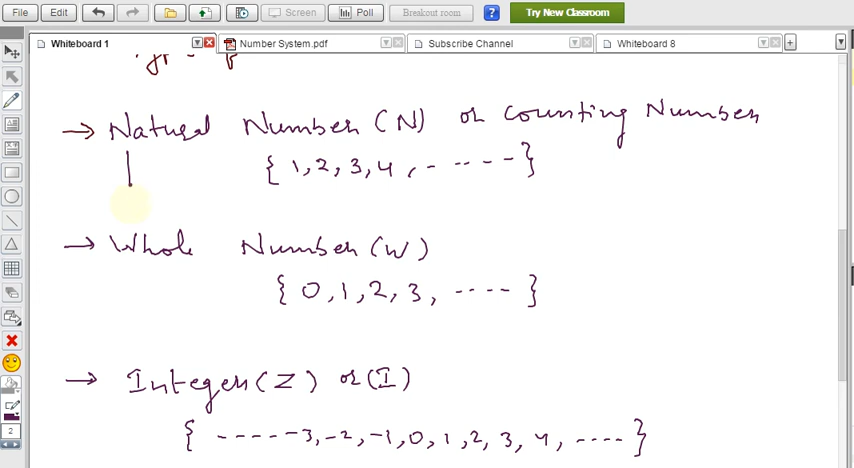 File Edit Screen Poll Breakout room ? Try New Classroom
Whiteboard 1 Number System.pdf Subscribe Channel Whiteboard 8
→ Natural Number (N) or Counting Number
{ 1, 2, 3, 4, - - - - - }
→ Whole Number (W)
{ 0, 1, 2, 3, - - - - }
→ Integer (Z) or (I)
{ - - - - - -3, -2, -1, 0, 1, 2, 3, 4, - - - - }
2